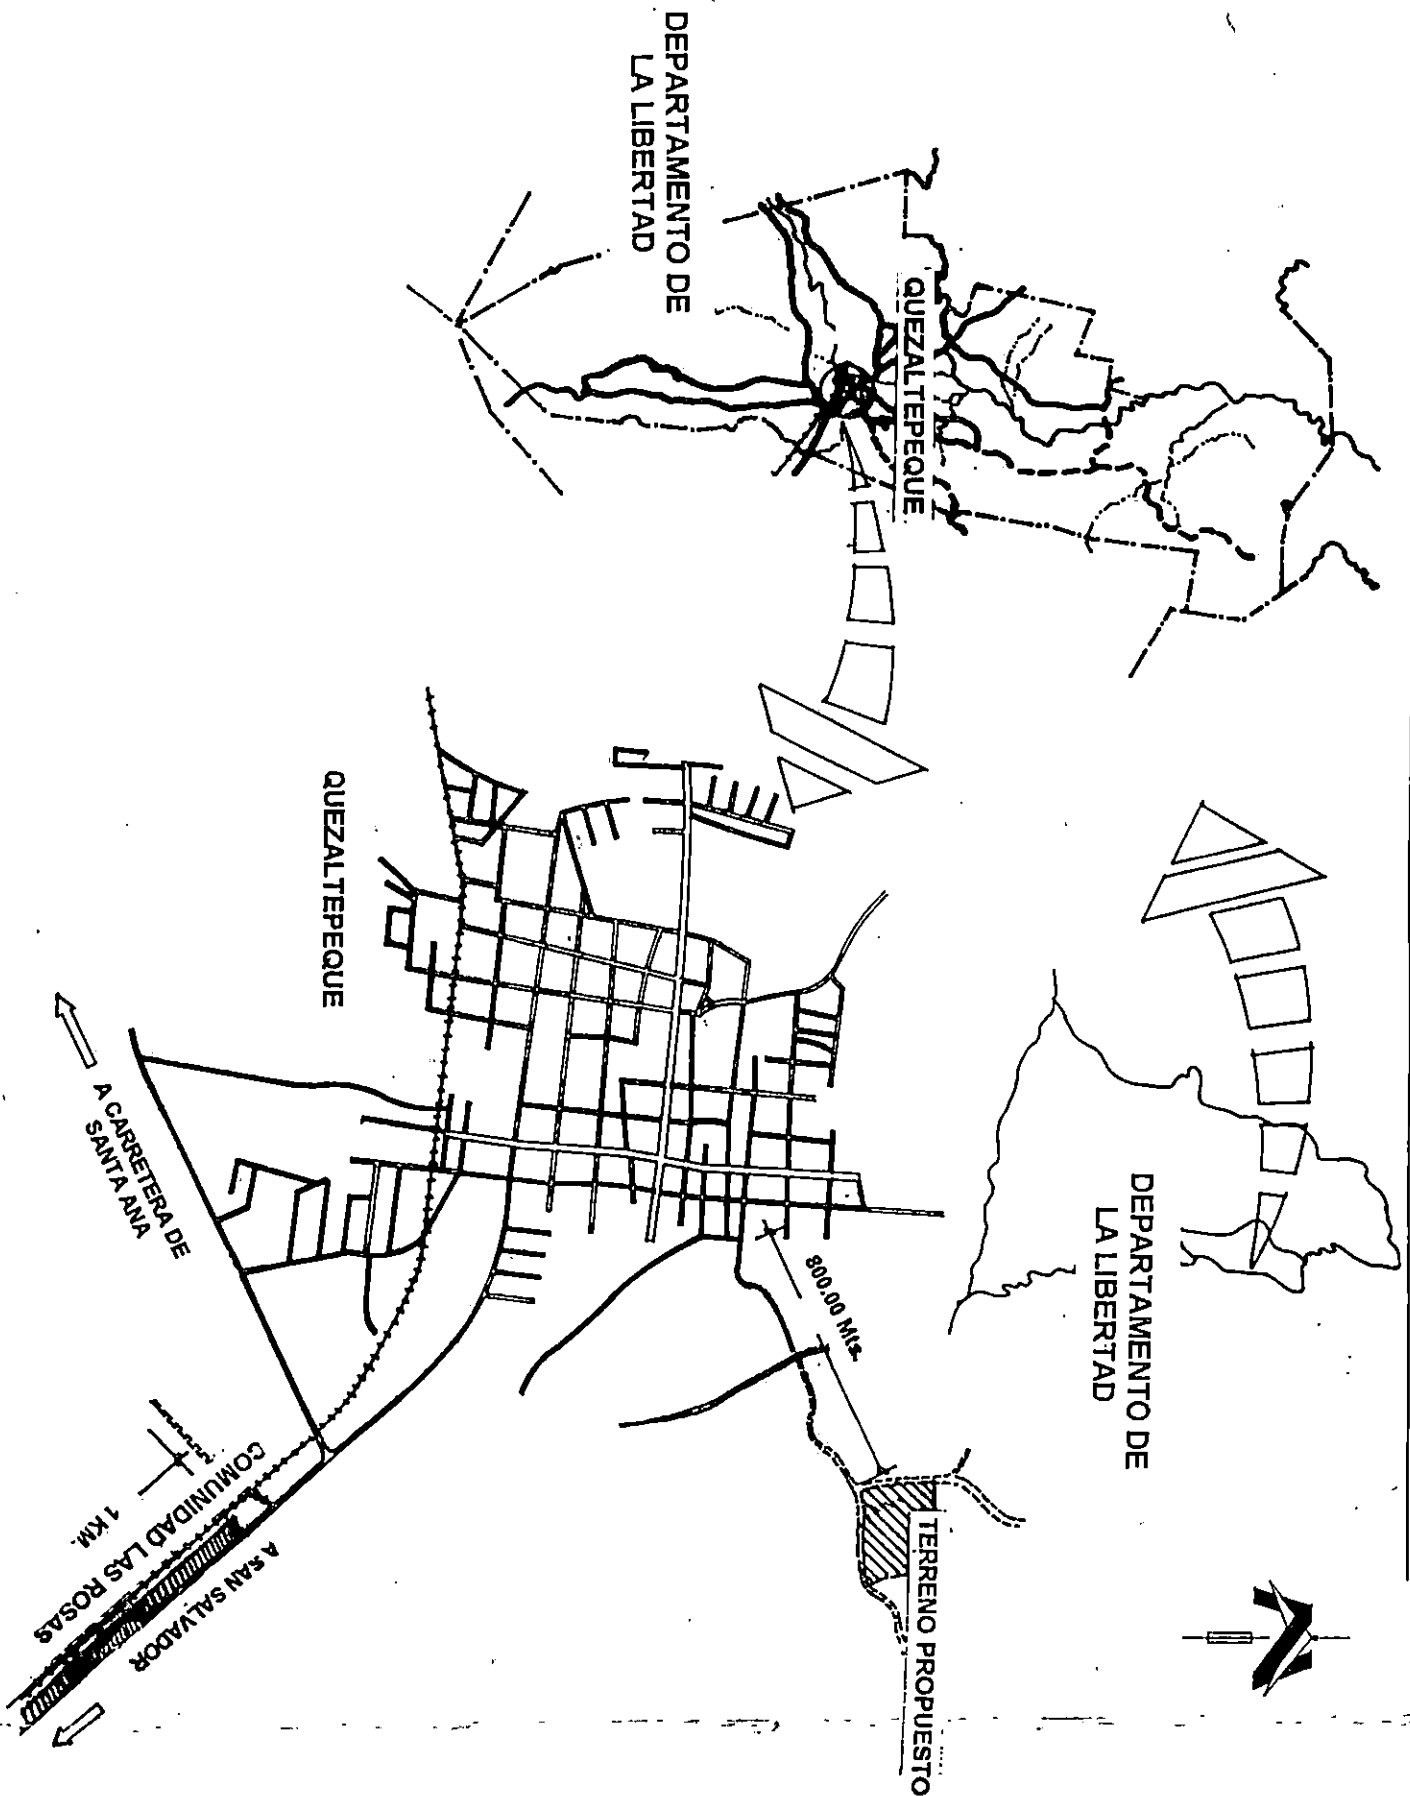 DEPARTAMENTO DE
LA LIBERTAD
QUEZALTEPEQUE
DEPARTAMENTO DE
LA LIBERTAD
QUEZALTEPEQUE
800.00 Mts.
TERRENO PROPUESTO
A CARRETERA DE
SANTA ANA
A SAN SALVADOR
COMUNIDAD LAS ROSAS
1 KM.
N